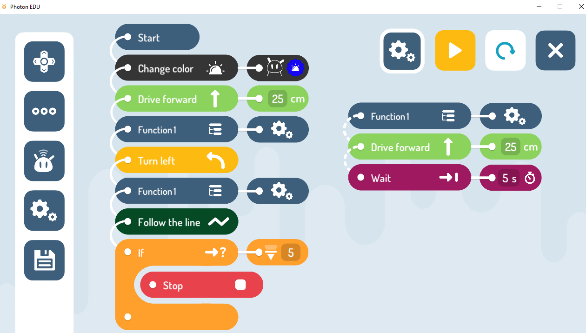 Photon EDU
Start
Change color
Drive forward 25 cm
Function1
Turn left
Function1
Follow the line
If 5
Stop
Function1
Drive forward 25 cm
Wait 5 s